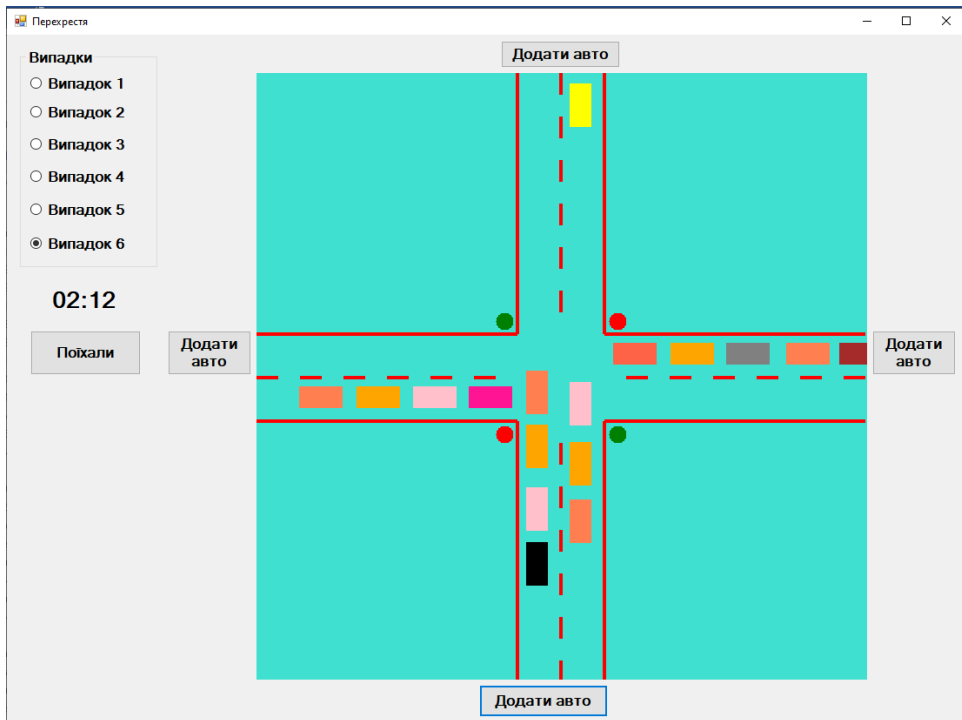 Перехрестя
Випадки
Випадок 1
Випадок 2
Випадок 3
Випадок 4
Випадок 5
Випадок 6
02:12
Поїхали
Додати авто
Додати
авто
Додати
авто
Додати авто